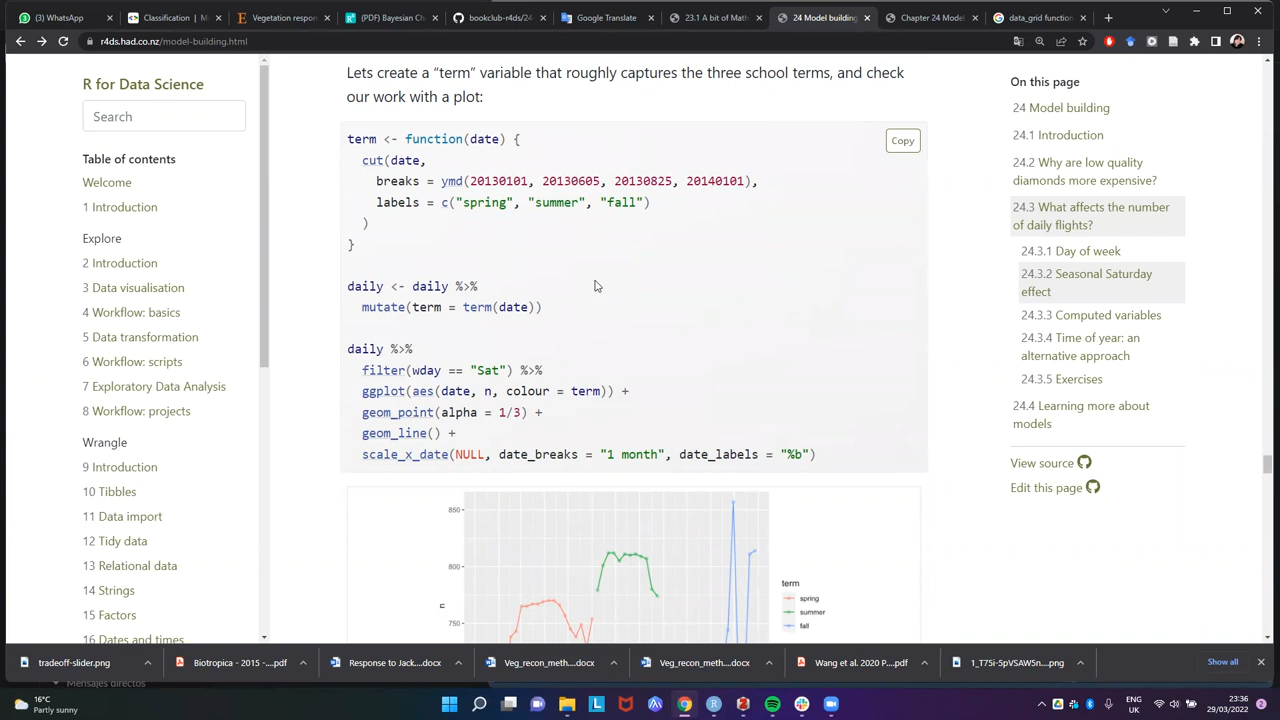 WhatsApp
Classification | M
Vegetation respon
(PDF) Bayesian Ch
bookclub-r4ds/24
Google Translate
23.1 A bit of Math
24 Model building
Chapter 24 Model
data_grid function
r4ds.had.co.nz/model-building.html
R for Data Science
Search
Table of contents
Welcome
1 Introduction
Explore
2 Introduction
3 Data visualisation
4 Workflow: basics
5 Data transformation
6 Workflow: scripts
7 Exploratory Data Analysis
8 Workflow: projects
Wrangle
9 Introduction
10 Tibbles
11 Data import
12 Tidy data
13 Relational data
14 Strings
15 Factors
16 Dates and times
Lets create a “term” variable that roughly captures the three school terms, and check
our work with a plot:
Copy
term <- function(date) {
cut(date,
breaks = ymd(20130101, 20130605, 20130825, 20140101),
labels = c("spring", "summer", "fall")
)
}
daily <- daily %>%
mutate(term = term(date))
daily %>%
filter(wday == "Sat") %>%
ggplot(aes(date, n, colour = term)) +
geom_point(alpha = 1/3) +
geom_line() +
scale_x_date(NULL, date_breaks = "1 month", date_labels = "%b")
850
800
750
n
term
spring
summer
fall
On this page
24 Model building
24.1 Introduction
24.2 Why are low quality
diamonds more expensive?
24.3 What affects the number
of daily flights?
24.3.1 Day of week
24.3.2 Seasonal Saturday
effect
24.3.3 Computed variables
24.3.4 Time of year: an
alternative approach
24.3.5 Exercises
24.4 Learning more about
models
View source
Edit this page
tradeoff-slider.png
Biotropica - 2015 -....pdf
Response to Jack....docx
Veg_recon_meth....docx
Veg_recon_meth....docx
Wang et al. 2020 P....pdf
1_T75i-5pVSAW5n....png
Show all
Mensajes directos
16°C
Partly sunny
ENG
UK
23:36
29/03/2022